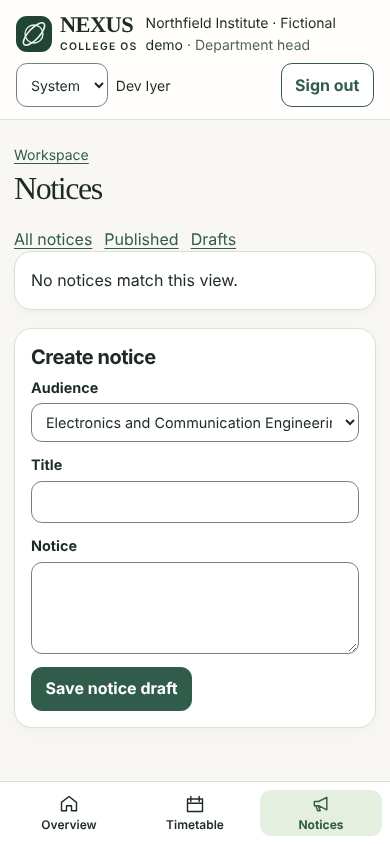 NEXUS
COLLEGE OS
Northfield Institute · Fictional
demo · Department head
System
Dev Iyer
Sign out
Workspace
Notices
All notices Published Drafts
No notices match this view.
Create notice
Audience
Electronics and Communication Engineerin
Title
Notice
Save notice draft
Overview Timetable Notices